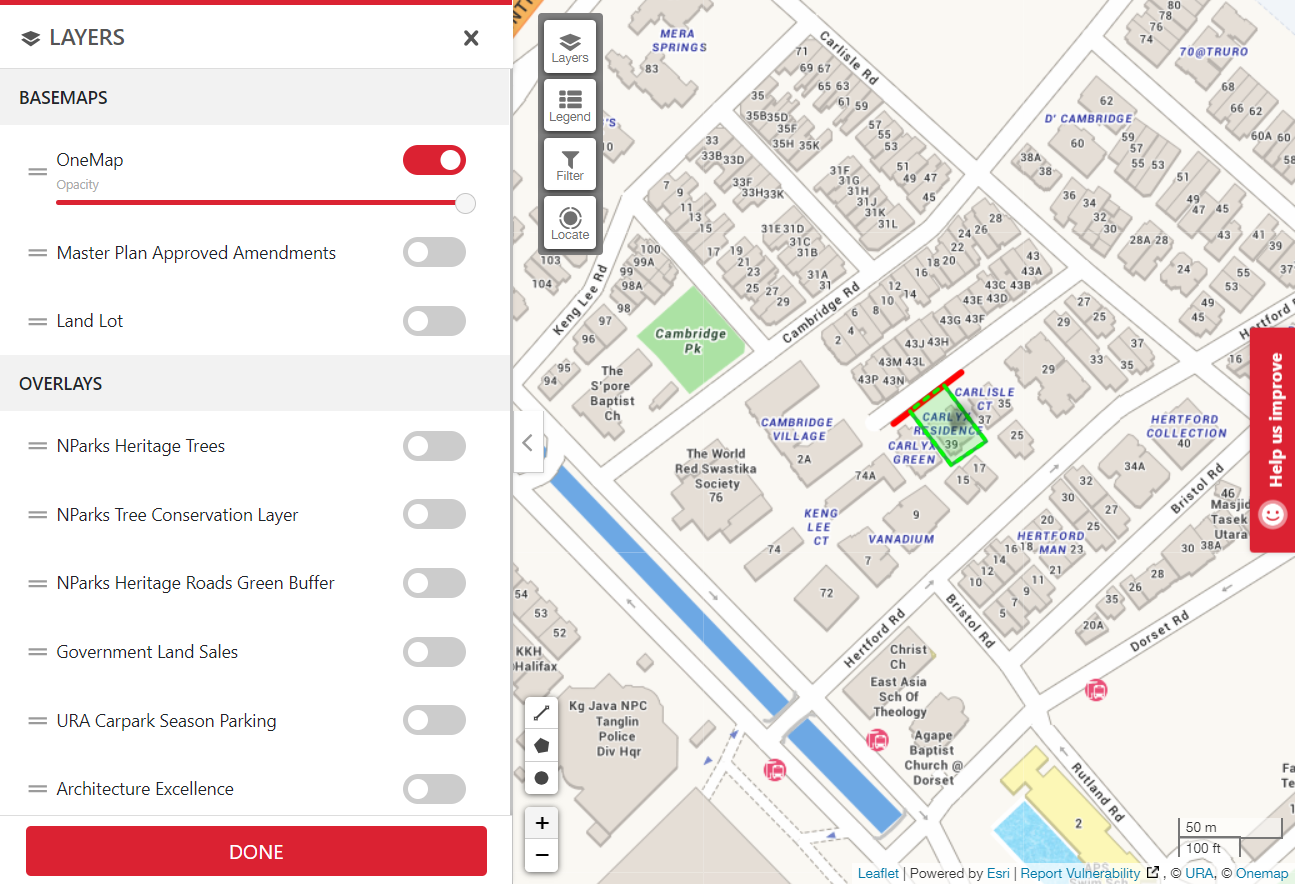 LAYERS
BASEMAPS
OneMap
Opacity
Master Plan Approved Amendments
Land Lot
OVERLAYS
NParks Heritage Trees
NParks Tree Conservation Layer
NParks Heritage Roads Green Buffer
Government Land Sales
URA Carpark Season Parking
Architecture Excellence
DONE
Layers
Legend
Filter
Locate
MERA
SPRINGS
83
Carlisle Rd
71
69 67
65 63
61 59
57
55
53
51
49 47
45
80
76
74
70@TRURO
68
66 62
60A 60
62
D' CAMBRIDGE
60
59
57
55 53
51
49
47 45
43
41
39
38A
38
36
34
32
30
28A 28
24
55
53
37
49
45
35
35B 35D
35F
35H 35K
33
33B 33D
33F
33H 33K
31F
31G
31H
31J
31K
31L
7
9
11
13
15
17 19
21
23
25 27
29
31E 31D
31C
31B
31A
31
28
24 26
22
18 20
16
12
14
10
8
6
4
2
43
43A
43C 43B
43E 43D
43G 43F
43J 43H
43M 43L
43P 43N
103
104
100
99A
99
98A
98
97
96
95
94
Keng Lee Rd
Cambridge Rd
Hertford
Cambridge
Pk
The
S'pore
Baptist
Ch
27
25
29
37
33
35
29
16
CARLISLE
CT 35
37
CARLYX
RESIDENCE
39
CARLYX
GREEN
25
17
15
CAMBRIDGE
VILLAGE
2A
74A
The World
Red Swastika
Society
76
KENG
LEE
CT
74
72
9
VANADIUM
7
HERTFORD
COLLECTION
40
34A
32
30
27
25
20
HERTFORD
16 18 MAN 23
14
12
10
21
11
9
7
5
Bristol Rd
46
Masjid
Tasek
Utara
38A
30
28
26
35
20A
Dorset Rd
Bristol Rd
Hertford Rd
54
53
52
KKH
Halifax
Christ
Ch
East Asia
Sch Of
Theology
Agape
Baptist
Church @
Dorset
Kg Java NPC
Tanglin
Police
Div Hqr
Rutland Rd
2
Help us improve
+
−
50 m
100 ft
Leaflet | Powered by Esri | Report Vulnerability , © URA, © Onemap